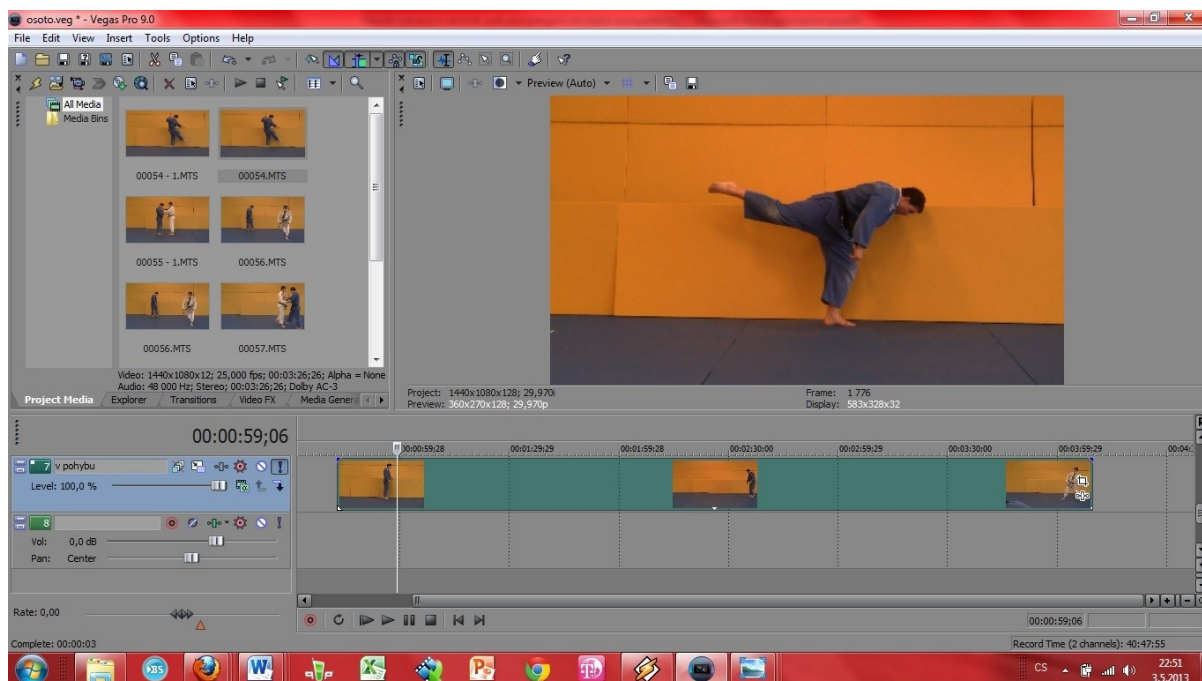 osoto.veg * - Vegas Pro 9.0
File Edit View Insert Tools Options Help
Preview (Auto)
All Media
Media Bins
00054 - 1.MTS
00054.MTS
00055 - 1.MTS
00056.MTS
00056.MTS
00057.MTS
Video: 1440x1080x12; 25,000 fps; 00:03:26;26; Alpha = None
Audio: 48 000 Hz; Stereo; 00:03:26;26; Dolby AC-3
Project Media Explorer Transitions Video FX Media Genera
Project: 1440x1080x128; 29,970i
Preview: 360x270x128; 29,970p
Frame: 1 776
Display: 583x328x32
00:00:59;06
00:00:59;28 00:01:29;29 00:01:59;28 00:02:30;00 00:02:59;29 00:03:30;00 00:03:59;29 00:04:
7 v pohybu
Level: 100,0 %
8
Vol: 0,0 dB
Pan: Center
Rate: 0,00
00:00:59;06
Complete: 00:00:03
Record Time (2 channels): 40:47:55
BS
W
X
P
T
CS
22:51
3.5.2013